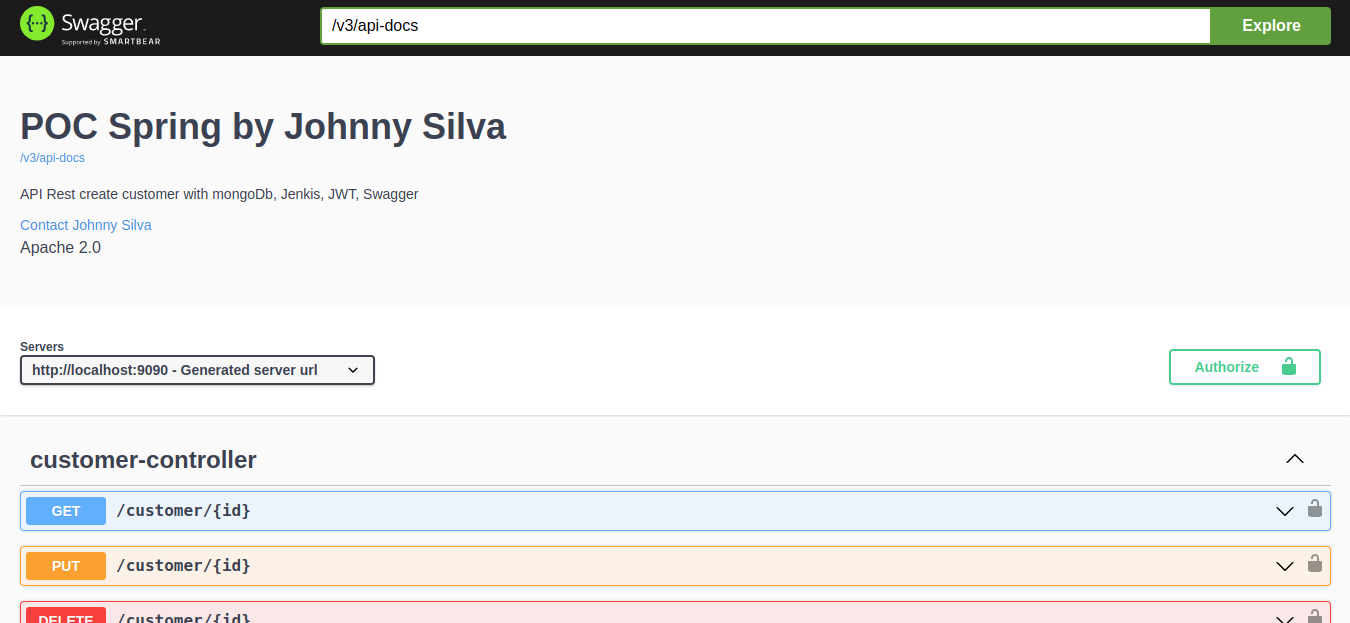 {···} Swagger.
Supported by SMARTBEAR
/v3/api-docs
Explore
POC Spring by Johnny Silva
/v3/api-docs
API Rest create customer with mongoDb, Jenkis, JWT, Swagger
Contact Johnny Silva
Apache 2.0
Servers
http://localhost:9090 - Generated server url
Authorize
customer-controller
GET /customer/{id}
PUT /customer/{id}
DELETE /customer/{id}